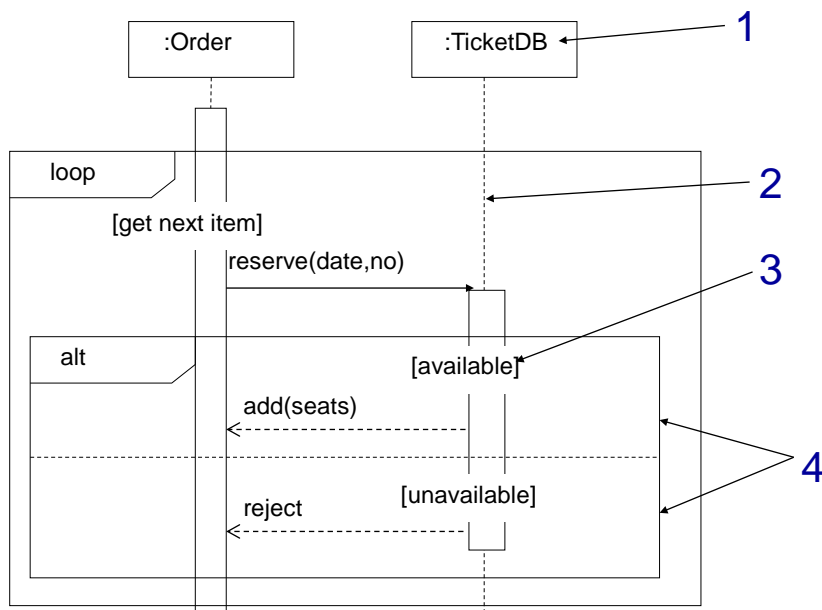 :Order
:TicketDB
1
loop
2
[get next item]
reserve(date,no)
3
alt
[available]
add(seats)
4
[unavailable]
reject